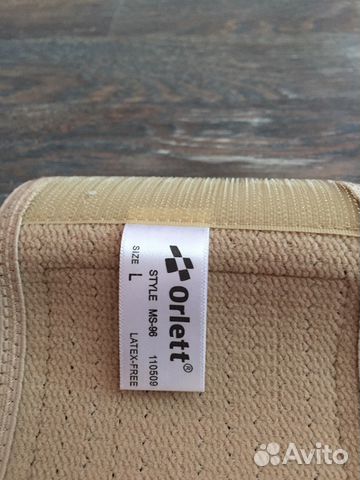 Orlett®
STYLE MS-96 110509
SIZE L LATEX-FREE
Avito